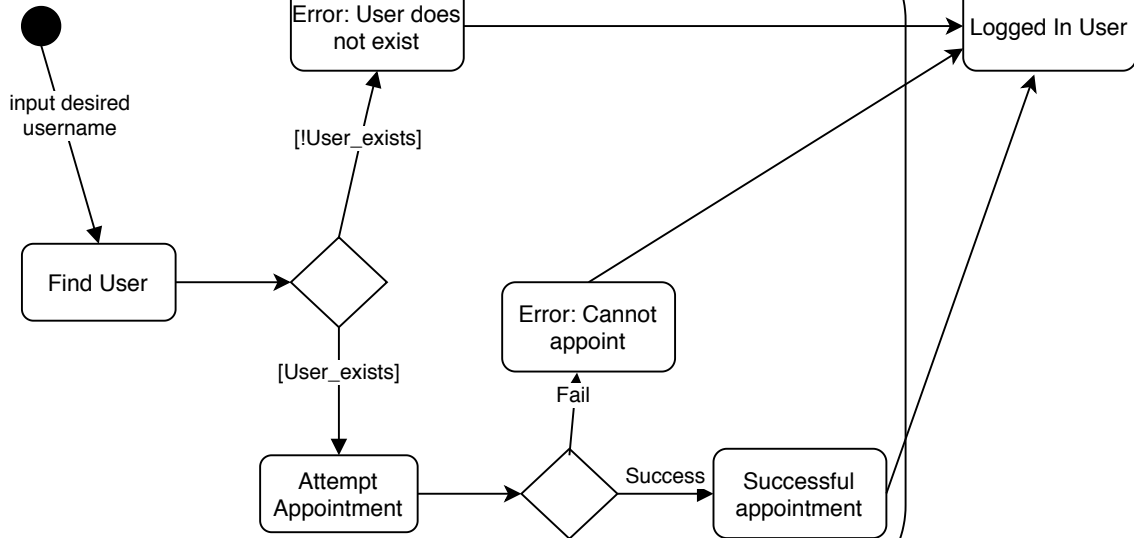 Error: User does
not exist
Logged In User
input desired
username
[!User_exists]
Find User
Error: Cannot
appoint
[User_exists]
Fail
Attempt
Appointment
Success
Successful
appointment